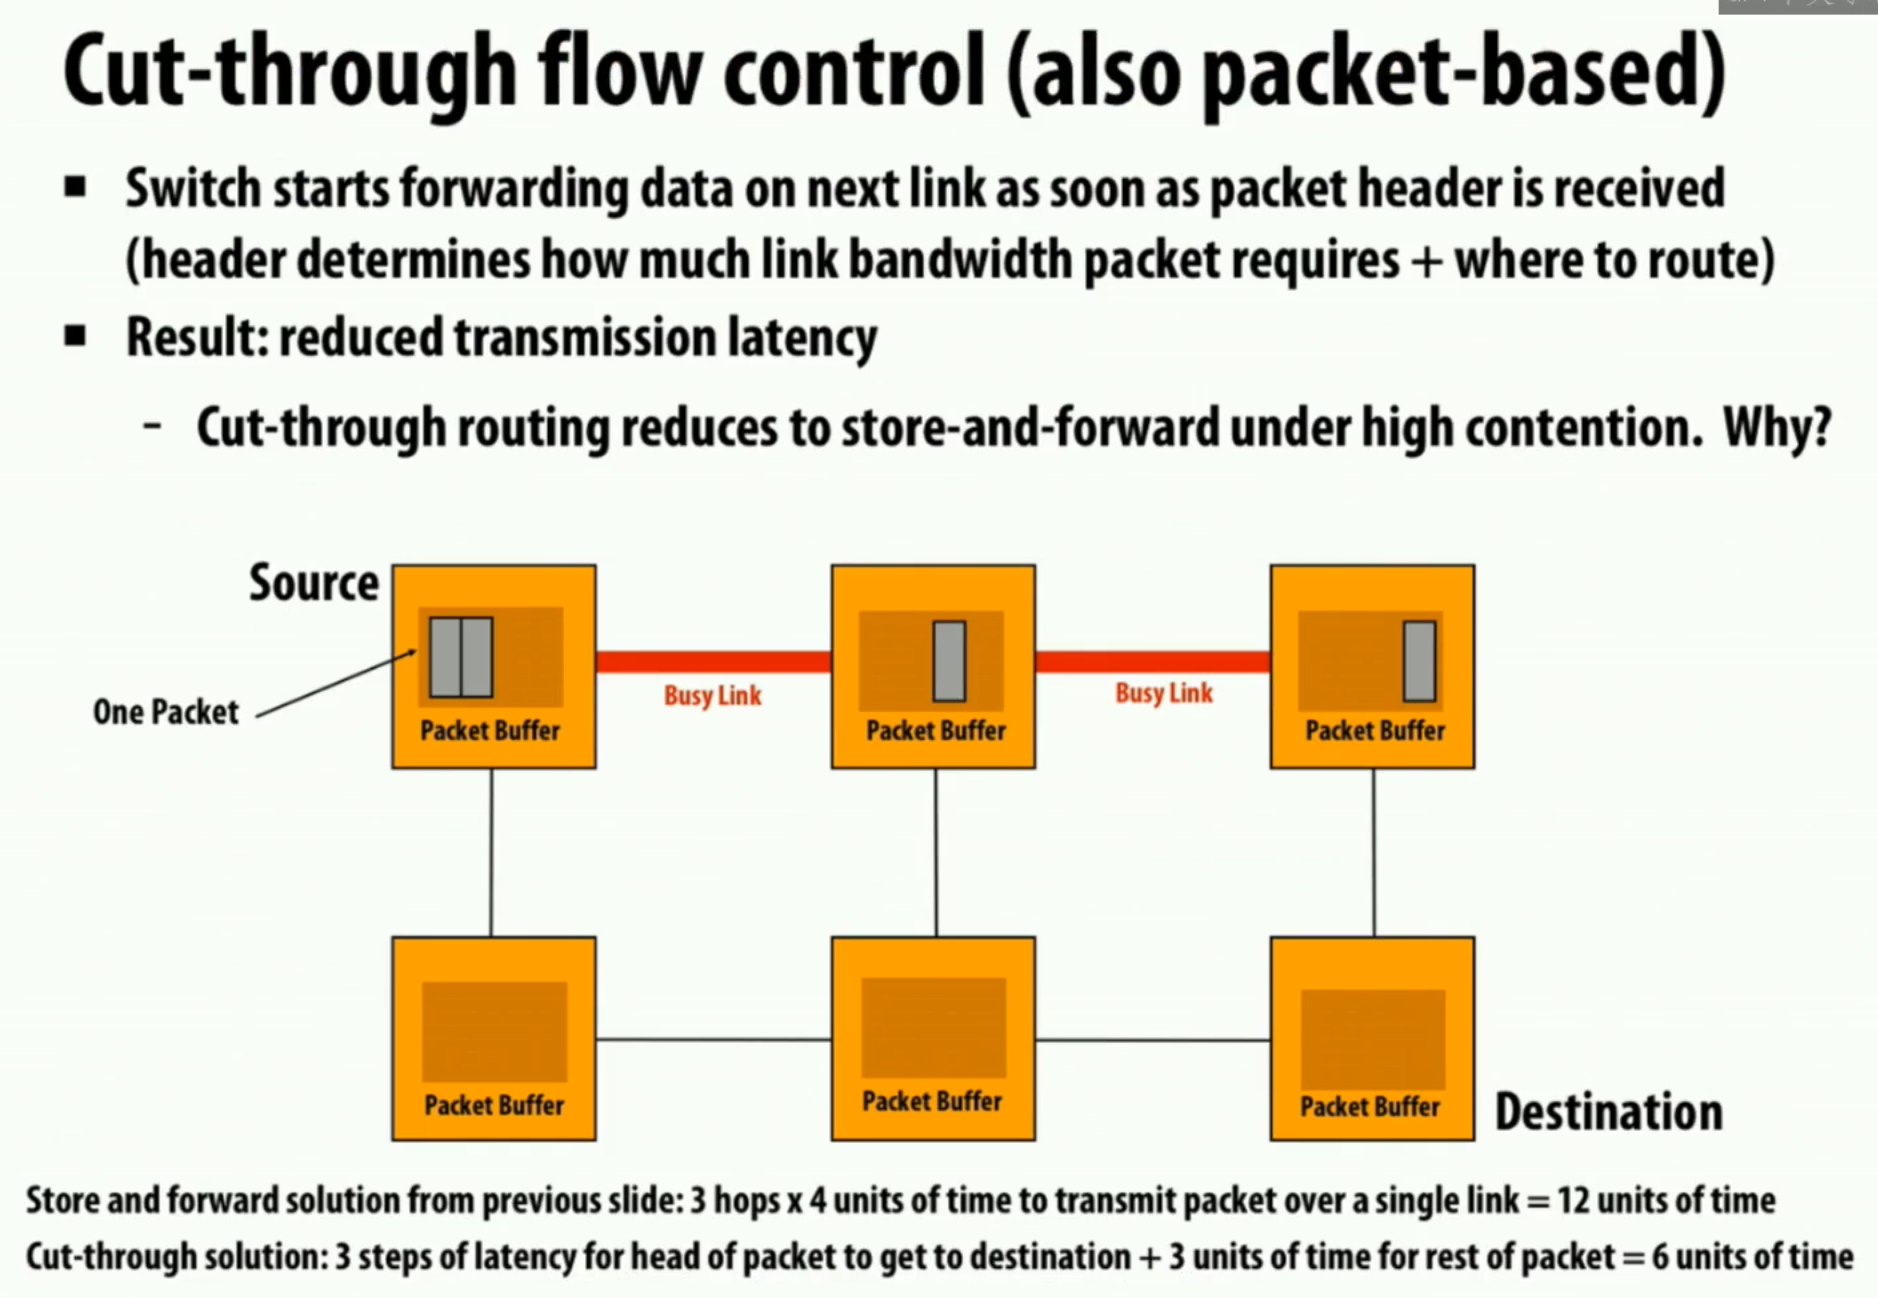 Cut-through flow control (also packet-based)
■ Switch starts forwarding data on next link as soon as packet header is received
(header determines how much link bandwidth packet requires + where to route)
■ Result: reduced transmission latency
- Cut-through routing reduces to store-and-forward under high contention. Why?
Source
One Packet
Busy Link
Busy Link
Packet Buffer
Packet Buffer
Packet Buffer
Packet Buffer
Packet Buffer
Packet Buffer
Destination
Store and forward solution from previous slide: 3 hops x 4 units of time to transmit packet over a single link = 12 units of time
Cut-through solution: 3 steps of latency for head of packet to get to destination + 3 units of time for rest of packet = 6 units of time